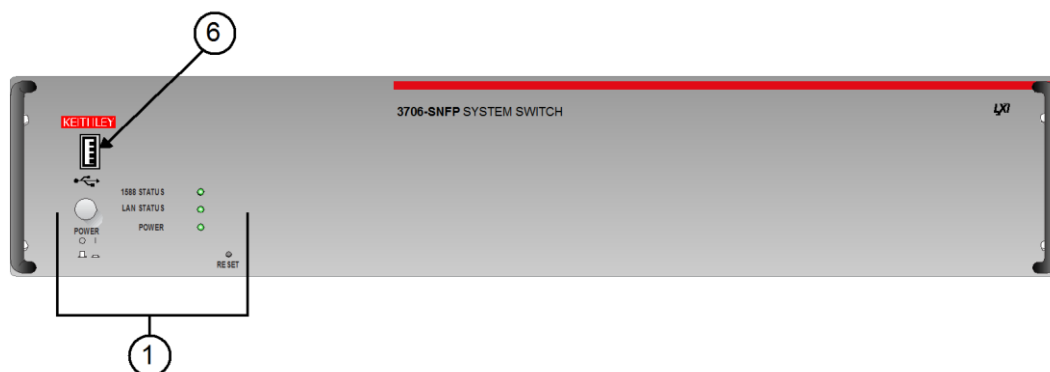 6
3706-SNFP SYSTEM SWITCH
LXI
KEITHLEY
1588 STATUS
LAN STATUS
POWER
POWER
RESET
1